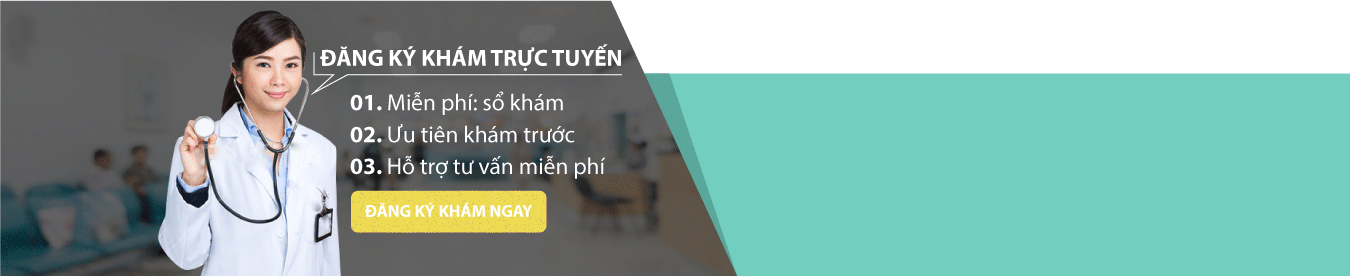 ĐĂNG KÝ KHÁM TRỰC TUYẾN
01. Miễn phí: sổ khám
02. Ưu tiên khám trước
03. Hỗ trợ tư vấn miễn phí
ĐĂNG KÝ KHÁM NGAY